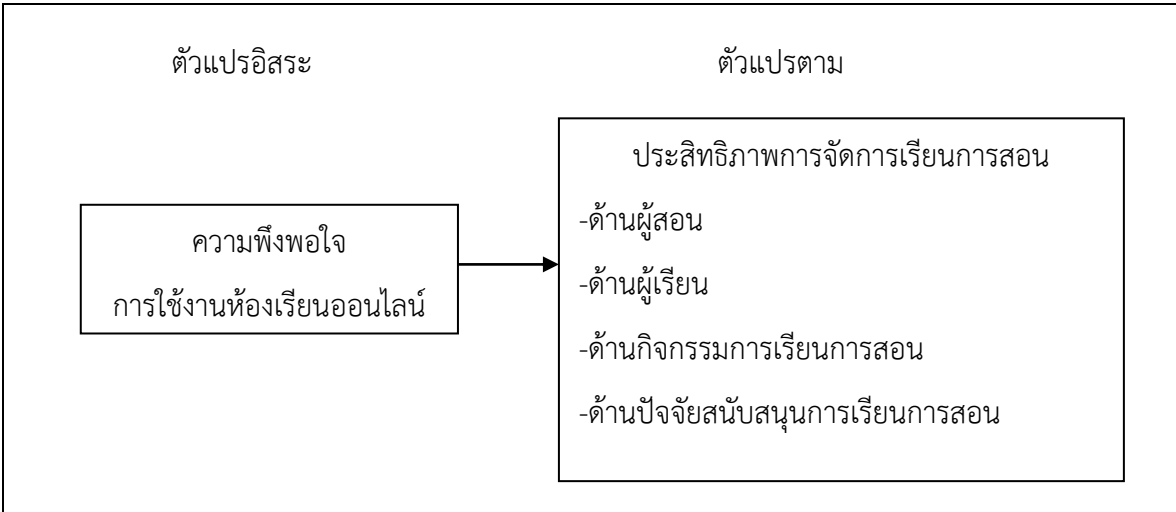 ตัวแปรอิสระ
ตัวแปรตาม
ความพึงพอใจ
การใช้งานห้องเรียนออนไลน์
ประสิทธิภาพการจัดการเรียนการสอน
-ด้านผู้สอน
-ด้านผู้เรียน
-ด้านกิจกรรมการเรียนการสอน
-ด้านปัจจัยสนับสนุนการเรียนการสอน